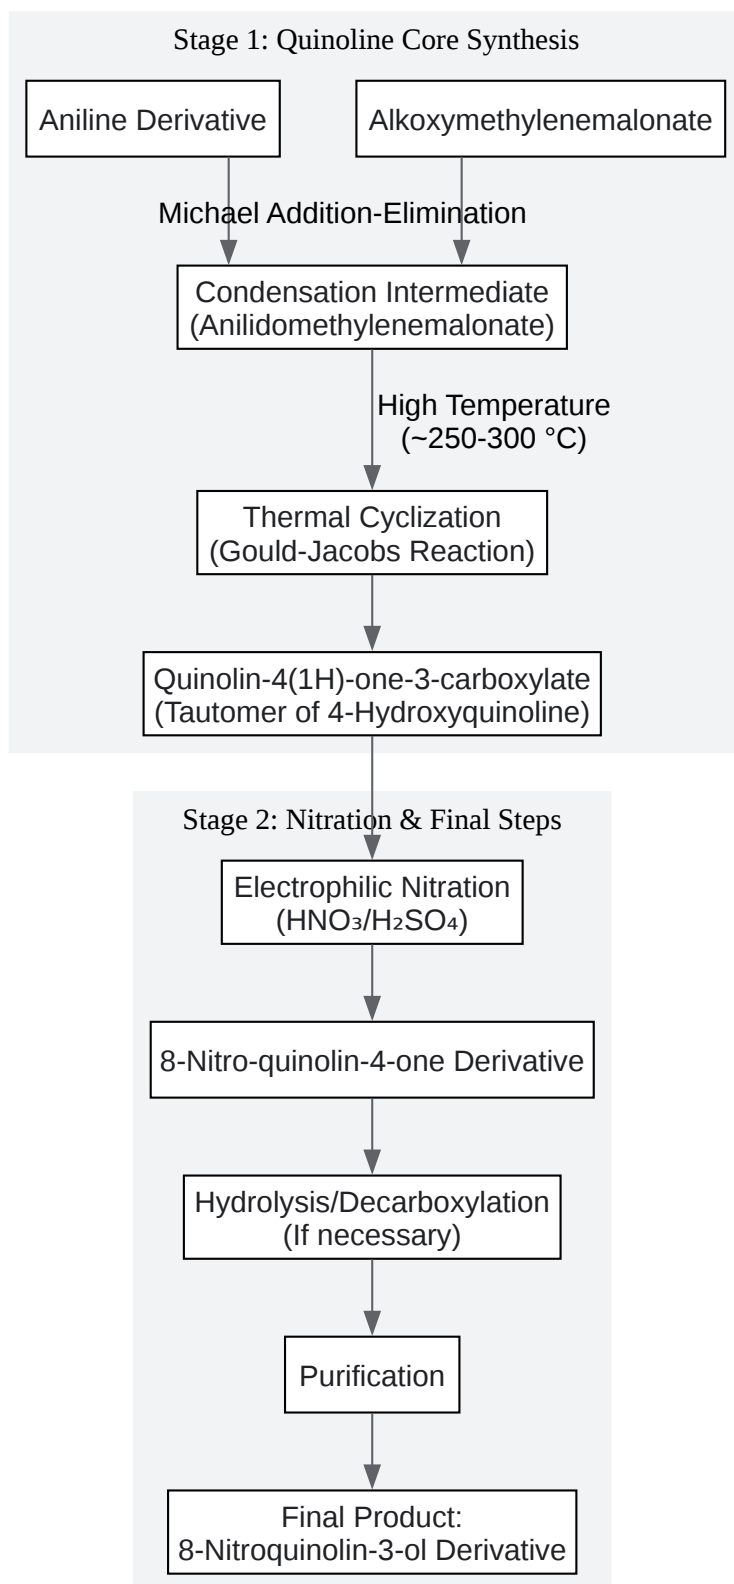 Stage 1: Quinoline Core Synthesis
Aniline Derivative
Alkoxymethylenemalonate
Michael Addition-Elimination
Condensation Intermediate
(Anilidomethylenemalonate)
High Temperature
(~250-300 °C)
Thermal Cyclization
(Gould-Jacobs Reaction)
Quinolin-4(1H)-one-3-carboxylate
(Tautomer of 4-Hydroxyquinoline)
Stage 2: Nitration & Final Steps
Electrophilic Nitration
(HNO₃/H₂SO₄)
8-Nitro-quinolin-4-one Derivative
Hydrolysis/Decarboxylation
(If necessary)
Purification
Final Product:
8-Nitroquinolin-3-ol Derivative